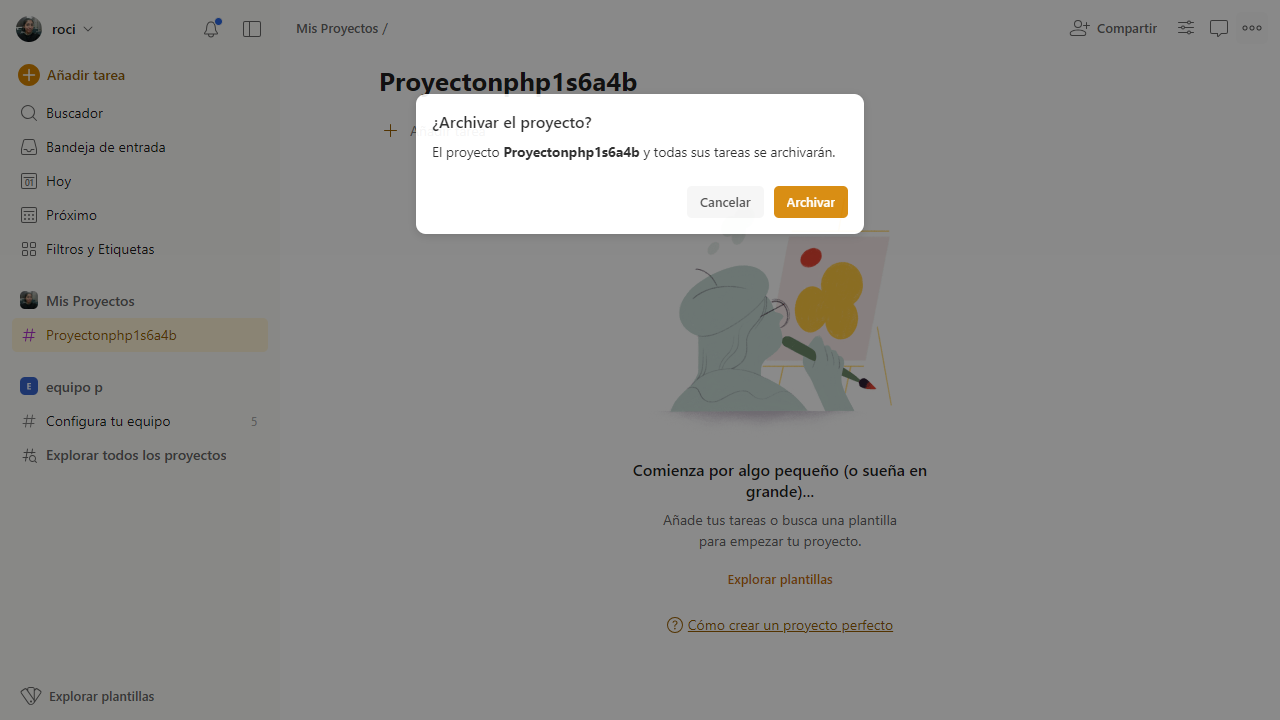 roci
Añadir tarea
Buscador
Bandeja de entrada
01
Hoy
Próximo
Filtros y Etiquetas
Mis Proyectos
Proyectonphp1s6a4b
E
equipo p
Configura tu equipo
5
Explorar todos los proyectos
Explorar plantillas
Mis Proyectos /
Compartir
Proyectonphp1s6a4b
¿Archivar el proyecto?
El proyecto Proyectonphp1s6a4b y todas sus tareas se archivarán.
Cancelar
Archivar
Comienza por algo pequeño (o sueña en
grande)...
Añade tus tareas o busca una plantilla
para empezar tu proyecto.
Explorar plantillas
Cómo crear un proyecto perfecto